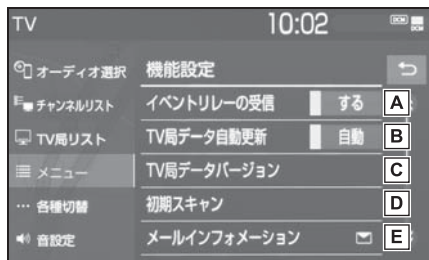 TV 10:02 DCM
オーディオ選択 機能設定
チャンネルリスト イベントリレーの受信 する A
TV局リスト TV局データ自動更新 自動 B
メニュー TV局データバージョン C
各種切替 初期スキャン D
音設定 メールインフォメーション E